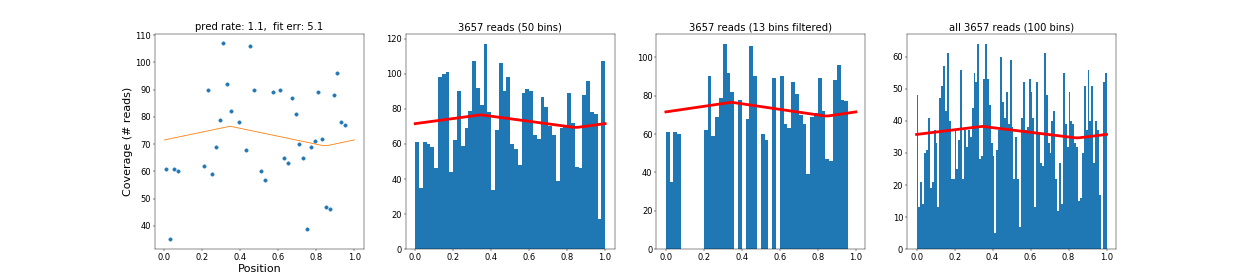 pred rate: 1.1,  fit err: 5.1
Coverage (# reads)
110
100
90
80
70
60
50
40
0.0 0.2 0.4 0.6 0.8 1.0
Position
3657 reads (50 bins)
120
100
80
60
40
20
0
0.0 0.2 0.4 0.6 0.8 1.0
3657 reads (13 bins filtered)
100
80
60
40
20
0
0.0 0.2 0.4 0.6 0.8 1.0
all 3657 reads (100 bins)
60
50
40
30
20
10
0
0.0 0.2 0.4 0.6 0.8 1.0